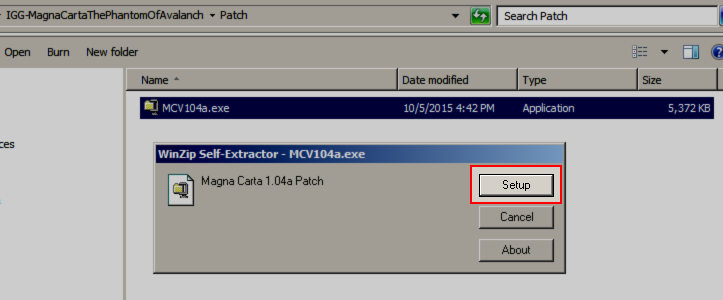 IGG-MagnaCartaThePhantomOfAvalanch Patch Search Patch
Open Burn New folder
Name Date modified Type Size
MCV104a.exe 10/5/2015 4:42 PM Application 5,372 KB
ces
WinZip Self-Extractor - MCV104a.exe
Magna Carta 1.04a Patch
Setup
Cancel
About